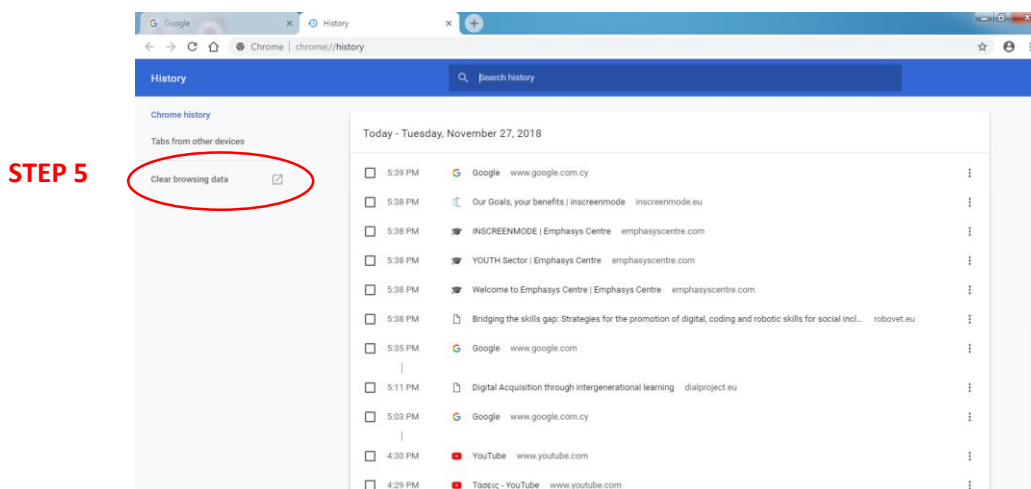 Google
History
Chrome | chrome://history
History
Search history
Chrome history
Tabs from other devices
STEP 5
Clear browsing data
Today - Tuesday, November 27, 2018
5:39 PM Google www.google.com.cy
5:38 PM Our Goals, your benefits | inscreenmode inscreenmode.eu
5:38 PM INSCREENMODE | Emphasys Centre emphasyscentre.com
5:38 PM YOUTH Sector | Emphasys Centre emphasyscentre.com
5:38 PM Welcome to Emphasys Centre | Emphasys Centre emphasyscentre.com
5:38 PM Bridging the skills gap: Strategies for the promotion of digital, coding and robotic skills for social incl... robovet.eu
5:35 PM Google www.google.com
5:11 PM Digital Acquisition through intergenerational learning dialproject.eu
5:03 PM Google www.google.com.cy
4:30 PM YouTube www.youtube.com
4:29 PM Τάσεις - YouTube www.youtube.com